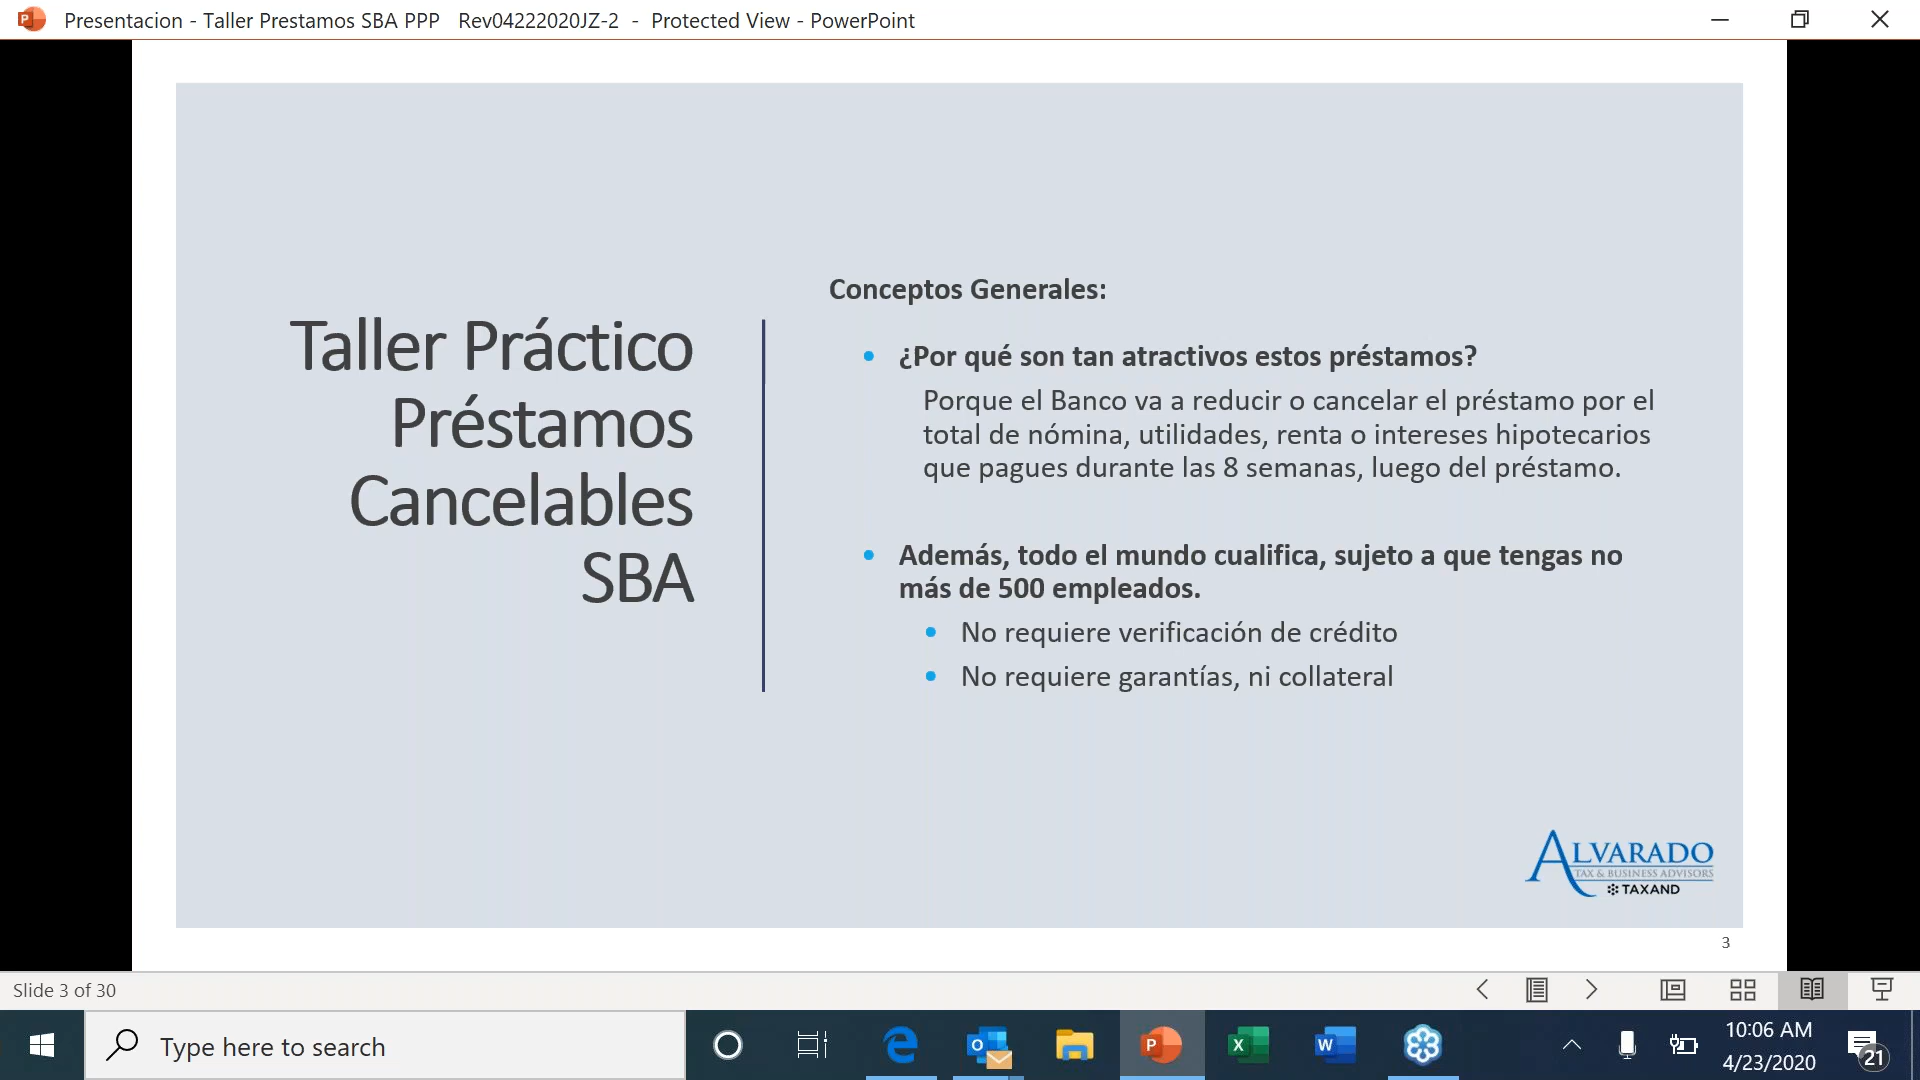 Presentacion - Taller Prestamos SBA PPP   Rev04222020JZ-2  -  Protected View - PowerPoint
Taller Práctico
Préstamos
Cancelables
SBA
Conceptos Generales:
¿Por qué son tan atractivos estos préstamos?
Porque el Banco va a reducir o cancelar el préstamo por el
total de nómina, utilidades, renta o intereses hipotecarios
que pagues durante las 8 semanas, luego del préstamo.
Además, todo el mundo cualifica, sujeto a que tengas no
más de 500 empleados.
No requiere verificación de crédito
No requiere garantías, ni collateral
ALVARADO
TAX & BUSINESS ADVISORS
TAXAND
3
Slide 3 of 30
Type here to search
10:06 AM
4/23/2020
21